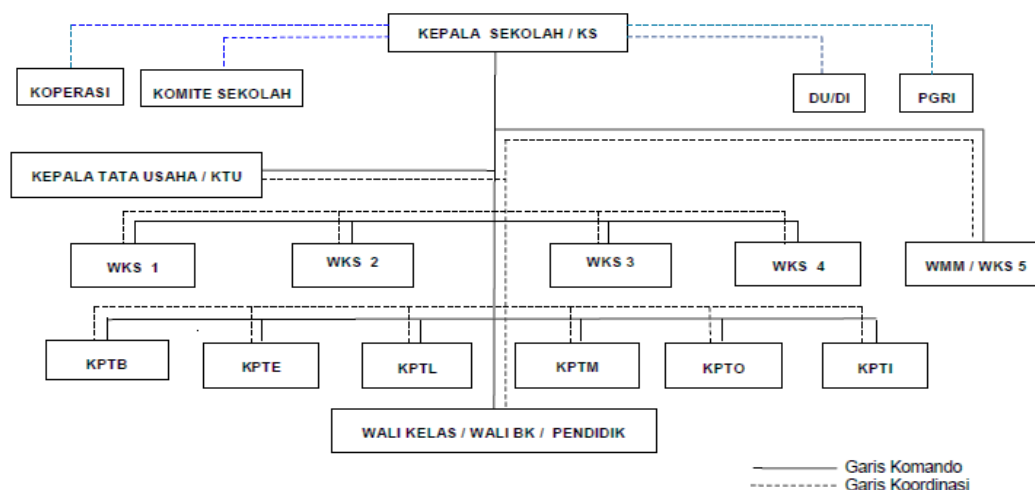 KEPALA SEKOLAH / KS
KOPERASI
KOMITE SEKOLAH
DU/DI
PGRI
KEPALA TATA USAHA / KTU
WKS 1
WKS 2
WKS 3
WKS 4
WMM / WKS 5
KPTB
KPTE
KPTL
KPTM
KPTO
KPTI
WALI KELAS / WALI BK / PENDIDIK
Garis Komando
Garis Koordinasi